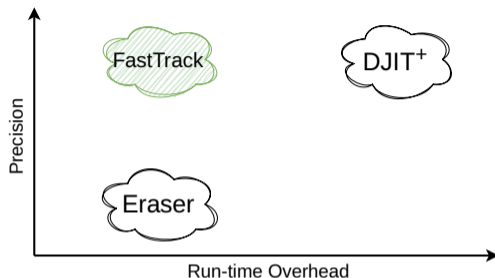 FastTrack
DJIT⁺
Precision
Eraser
Run-time Overhead